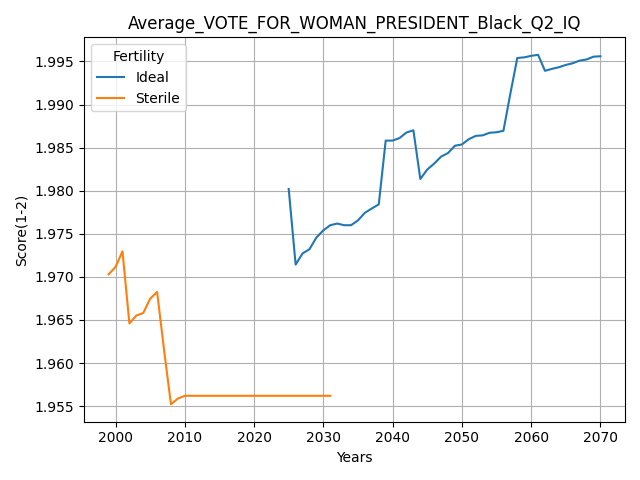 Average_VOTE_FOR_WOMAN_PRESIDENT_Black_Q2_IQ
Fertility
Ideal
Sterile
1.995
1.990
1.985
1.980
1.975
1.970
1.965
1.960
1.955
Score(1-2)
2000 2010 2020 2030 2040 2050 2060 2070
Years